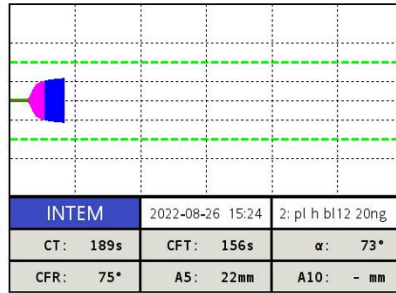 INTEM 2022-08-26 15:24 2: pl h bl12 20ng
CT: 189s CFT: 156s α: 73°
CFR: 75° A5: 22mm A10: - mm